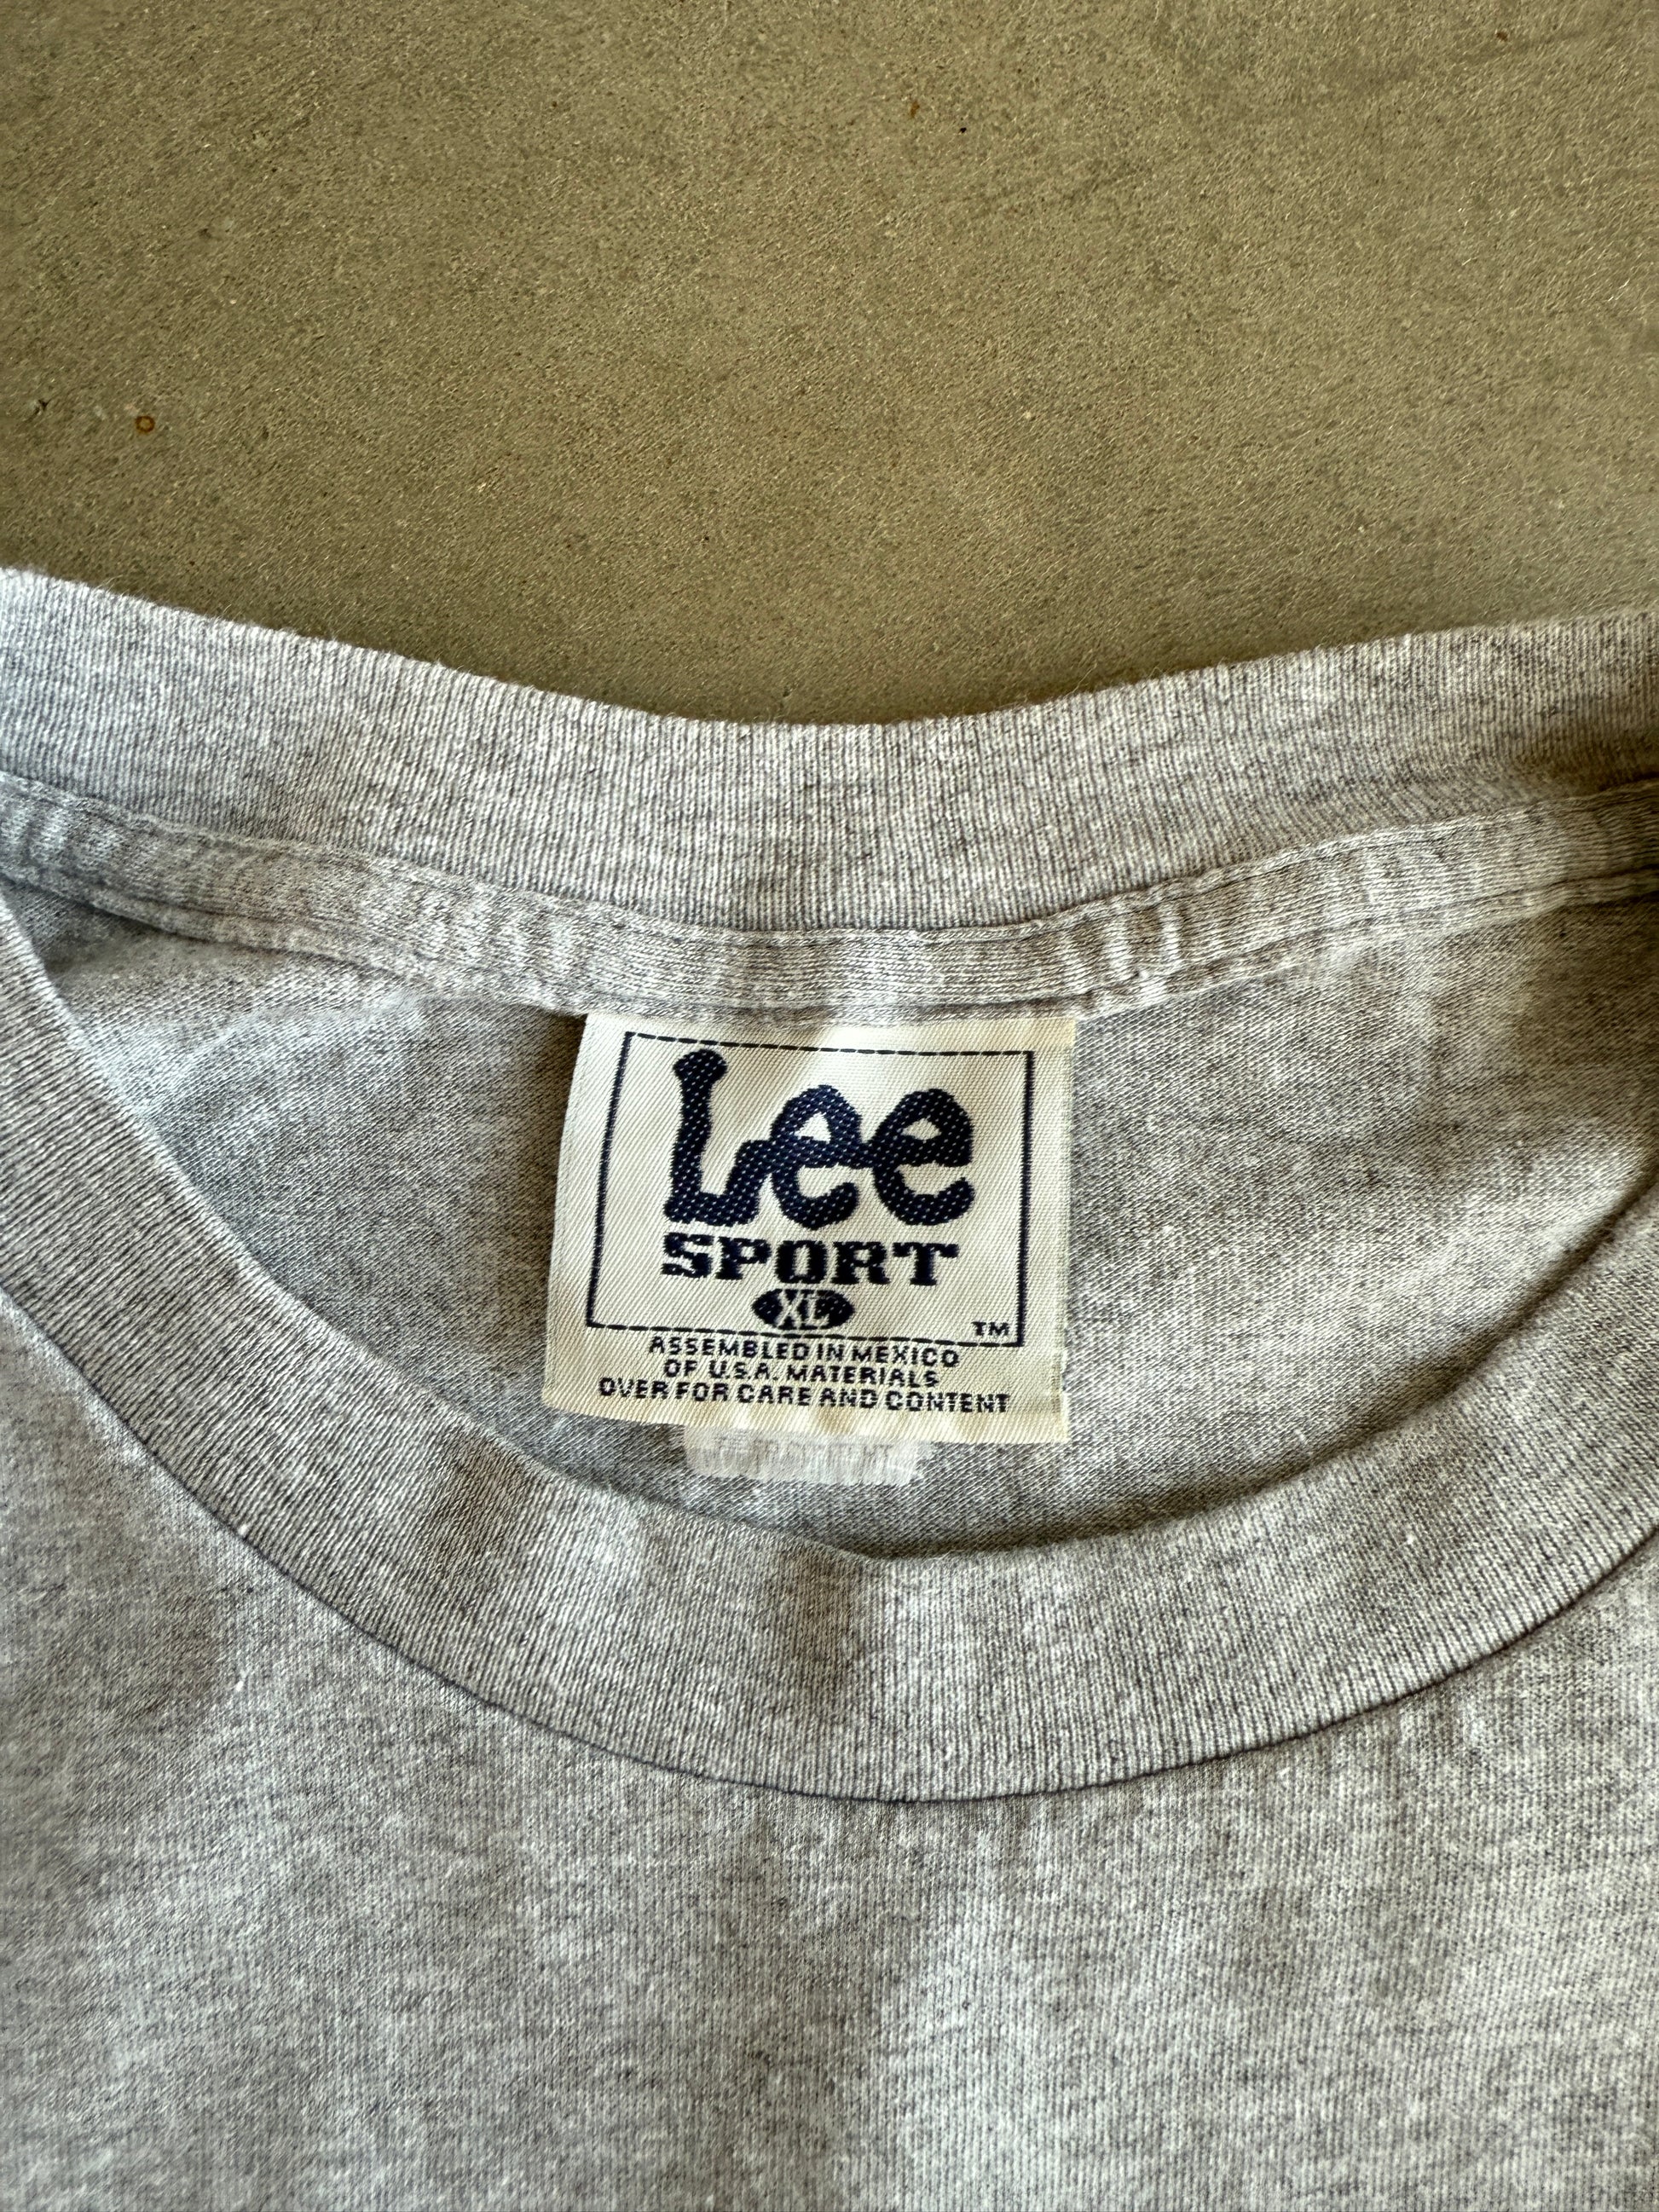 Lee
SPORT
XL
TM
ASSEMBLED IN MEXICO
OF U.S.A. MATERIALS
OVER FOR CARE AND CONTENT